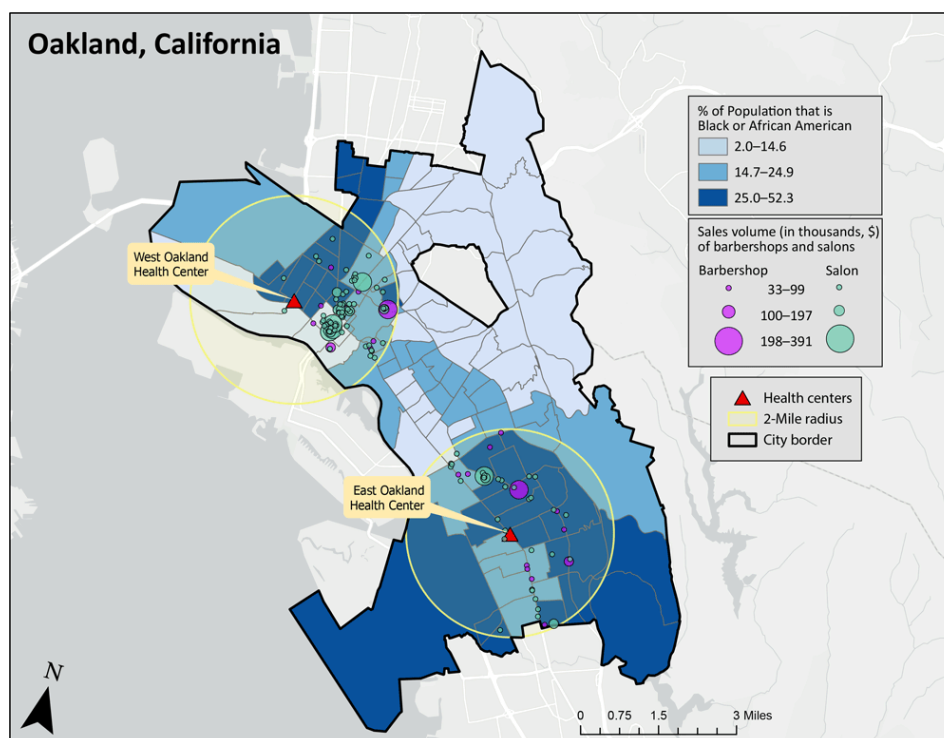 Oakland, California
% of Population that is
Black or African American
2.0–14.6
14.7–24.9
25.0–52.3
Sales volume (in thousands, $)
of barbershops and salons
Barbershop Salon
33–99
100–197
198–391
Health centers
2-Mile radius
City border
West Oakland
Health Center
East Oakland
Health Center
N
0 0.75 1.5 3 Miles